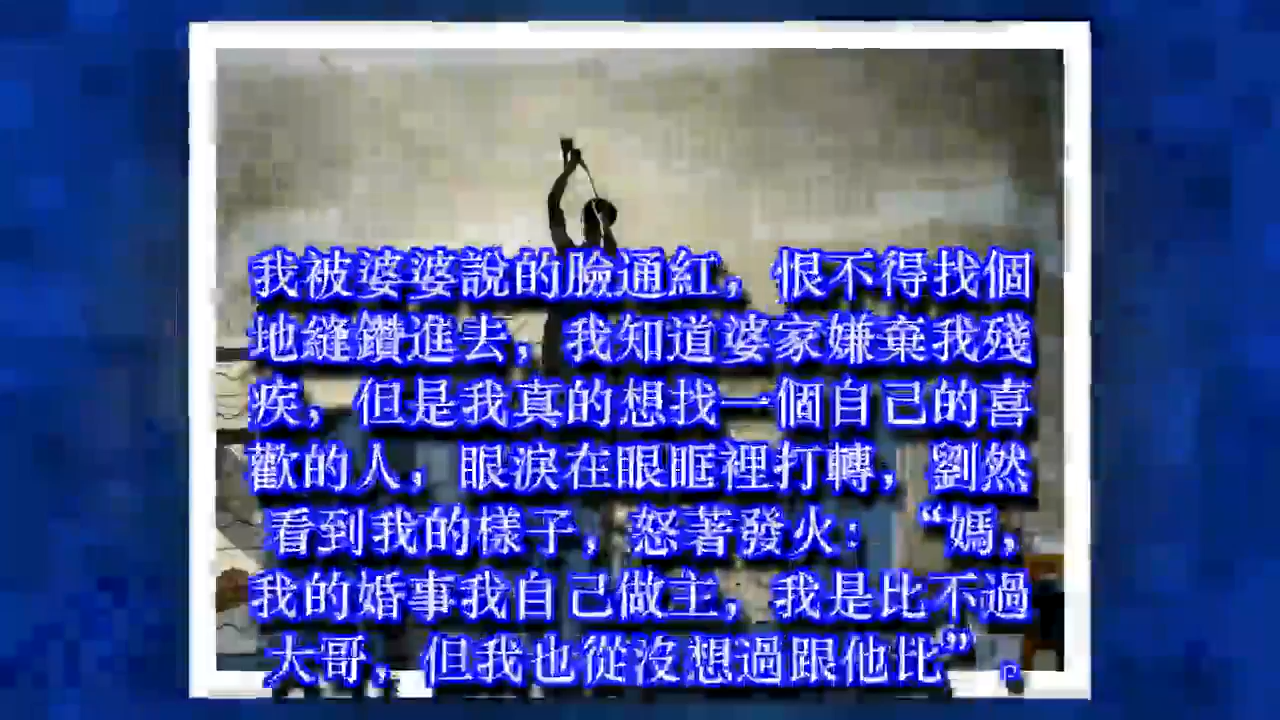 我被婆婆說的臉通紅，恨不得找個
地縫鑽進去，我知道婆家嫌棄我殘
疾，但是我真的想找一個自己的喜
歡的人，眼淚在眼眶裡打轉，劉然
看到我的樣子，怒著發火：“媽，
我的婚事我自己做主，我是比不過
大哥，但我也從沒想過跟他比”。